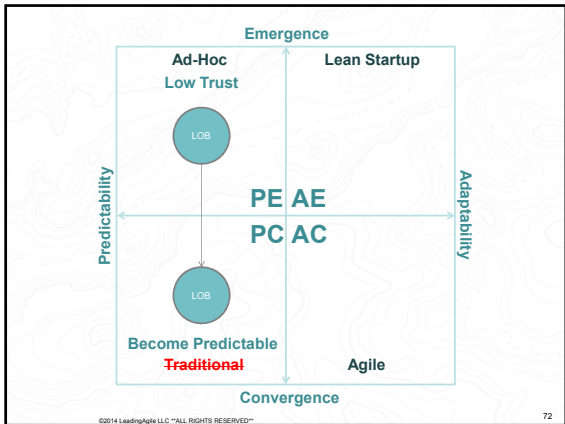 Emergence
Ad-Hoc
Lean Startup
Low Trust
LOB
Predictability
Adaptability
PE AE
PC AC
LOB
Become Predictable
Traditional
Agile
Convergence
©2014 LeadingAgile LLC **ALL RIGHTS RESERVED**
72